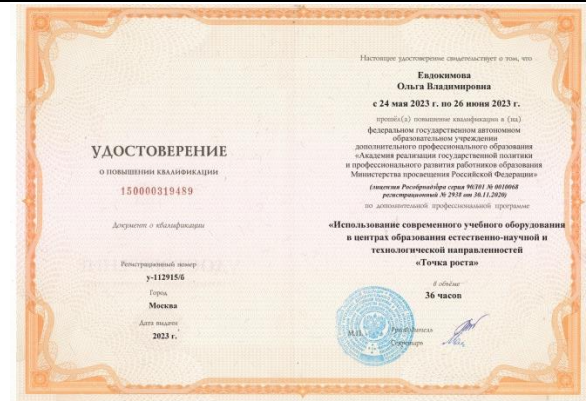 УДОСТОВЕРЕНИЕ
О ПОВЫШЕНИИ КВАЛИФИКАЦИИ
150000319489
Документ о квалификации
Регистрационный номер
у-112915/б
Город
Москва
Дата выдачи
2023 г.
Настоящее удостоверение свидетельствует о том, что
Евдокимова
Ольга Владимировна
с 24 мая 2023 г. по 26 июня 2023 г.
прошёл(а) повышение квалификации в (на)
федеральном государственном автономном
образовательном учреждении
дополнительного профессионального образования
«Академия реализации государственной политики
и профессионального развития работников образования
Министерства просвещения Российской Федерации»
(лицензия Рособрнадзора серия 90Л01 № 0010068
регистрационный № 2938 от 30.11.2020)
по дополнительной профессиональной программе
«Использование современного учебного оборудования
в центрах образования естественно-научной и
технологической направленностей
«Точка роста»
в объёме
36 часов
М.П.
Руководитель
Секретарь